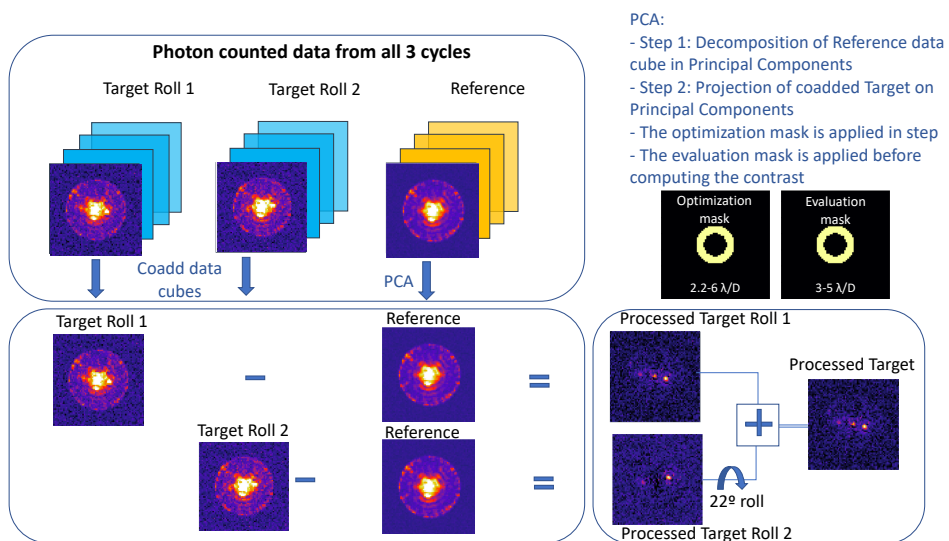 Photon counted data from all 3 cycles
Target Roll 1
Target Roll 2
Reference
Coadd data
cubes
PCA
PCA:
- Step 1: Decomposition of Reference data
cube in Principal Components
- Step 2: Projection of coadded Target on
Principal Components
- The optimization mask is applied in step
- The evaluation mask is applied before
computing the contrast
Optimization
mask
2.2-6 λ/D
Evaluation
mask
3-5 λ/D
Target Roll 1
Reference
Target Roll 2
Reference
Processed Target Roll 1
Processed Target
22º roll
Processed Target Roll 2